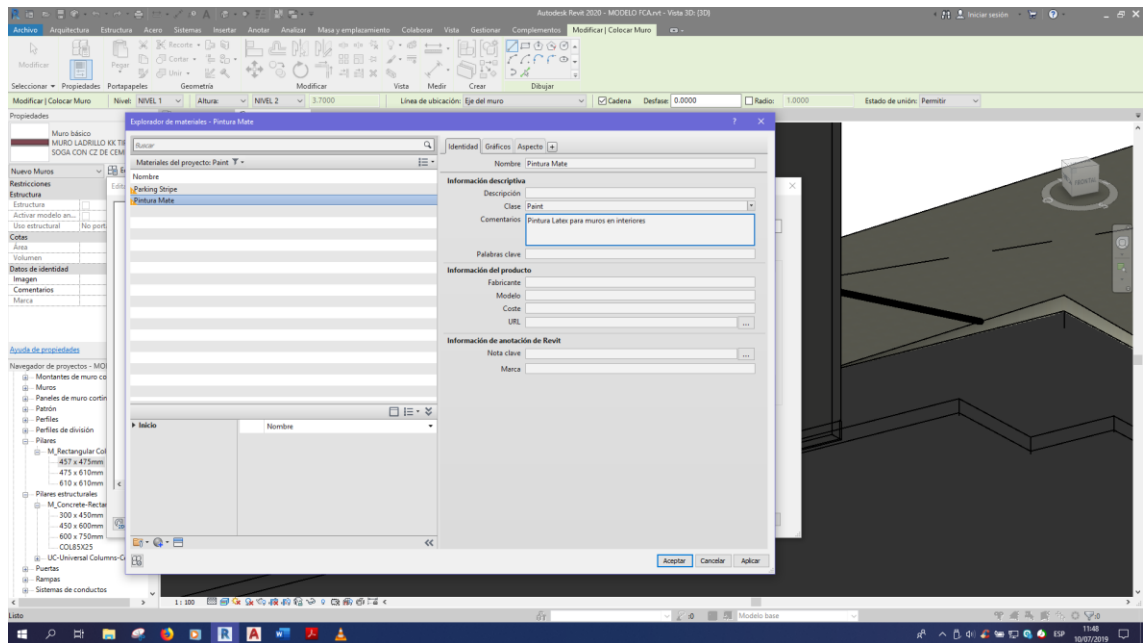 Autodesk Revit 2020 - MODELO FCA.rvt - Vista 3D: {3D}
Iniciar sesión
Archivo Arquitectura Estructura Acero Sistemas Insertar Anotar Analizar Masa y emplazamiento Colaborar Vista Gestionar Complementos Modificar | Colocar Muro
Modificar Pegar Recorte Cortar Unir
Seleccionar Propiedades Portapapeles Geometría Modificar Vista Medir Crear Dibujar
Modificar | Colocar Muro Nivel: NIVEL 1 Altura: NIVEL 2 3.7000 Línea de ubicación: Eje del muro Cadena Desfase: 0.0000 Radio: 1.0000 Estado de unión: Permitir
Propiedades
Muro básico
MURO LADRILLO KK TI
SOGA CON CZ DE CEM
Nuevo Muros
Restricciones
Estructura
Estructura
Activar modelo an...
Uso estructural No port
Cotas
Área
Volumen
Datos de identidad
Imagen
Comentarios
Marca
Ayuda de propiedades
Navegador de proyectos - MO
Montantes de muro co
Muros
Paneles de muro cortin
Patrón
Perfiles
Perfiles de división
Pilares
M_Rectangular Col
457 x 475mm
475 x 610mm
610 x 610mm
Pilares estructurales
M_Concrete-Rectar
300 x 450mm
450 x 600mm
600 x 750mm
COL85X25
UC-Universal Columns-C
Puertas
Rampas
Sistemas de conductos
Explorador de materiales - Pintura Mate
Buscar
Materiales del proyecto: Paint
Nombre
Parking Stripe
Pintura Mate
Inicio Nombre
Identidad Gráficos Aspecto
Nombre Pintura Mate
Información descriptiva
Descripción
Clase Paint
Comentarios Pintura Latex para muros en interiores
Palabras clave
Información del producto
Fabricante
Modelo
Coste
URL
Información de anotación de Revit
Nota clave
Marca
Aceptar Cancelar Aplicar
FRONTAL
1 : 100
Listo
:0 Modelo base
:0
ESP
11:48
10/07/2019